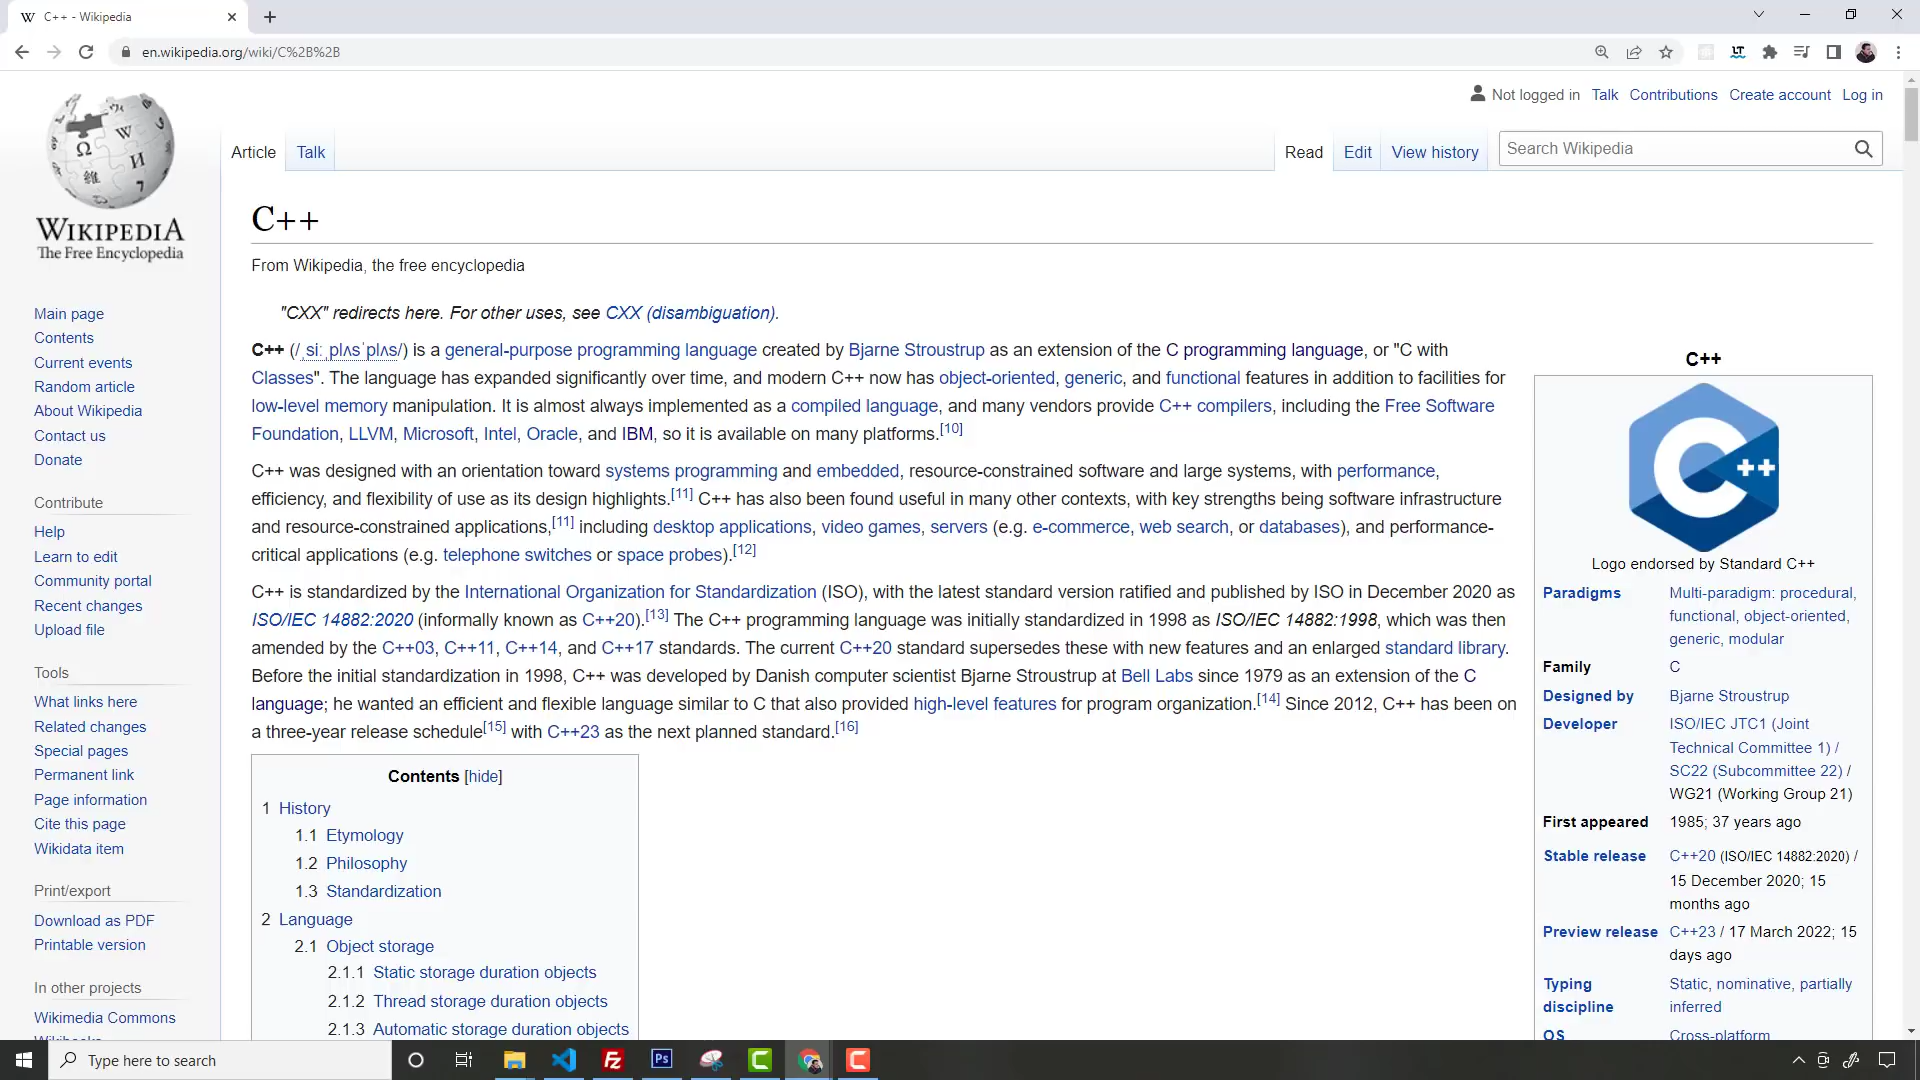 C++ - Wikipedia
en.wikipedia.org/wiki/C%2B%2B
Not logged in Talk Contributions Create account Log in
Article Talk Read Edit View history Search Wikipedia
WIKIPEDIA
The Free Encyclopedia
Main page
Contents
Current events
Random article
About Wikipedia
Contact us
Donate
Contribute
Help
Learn to edit
Community portal
Recent changes
Upload file
Tools
What links here
Related changes
Special pages
Permanent link
Page information
Cite this page
Wikidata item
Print/export
Download as PDF
Printable version
In other projects
Wikimedia Commons
Wikibooks
C++
From Wikipedia, the free encyclopedia
"CXX" redirects here. For other uses, see CXX (disambiguation).
C++ (/ˌsiːˌplʌsˈplʌs/) is a general-purpose programming language created by Bjarne Stroustrup as an extension of the C programming language, or "C with
Classes". The language has expanded significantly over time, and modern C++ now has object-oriented, generic, and functional features in addition to facilities for
low-level memory manipulation. It is almost always implemented as a compiled language, and many vendors provide C++ compilers, including the Free Software
Foundation, LLVM, Microsoft, Intel, Oracle, and IBM, so it is available on many platforms.[10]
C++ was designed with an orientation toward systems programming and embedded, resource-constrained software and large systems, with performance,
efficiency, and flexibility of use as its design highlights.[11] C++ has also been found useful in many other contexts, with key strengths being software infrastructure
and resource-constrained applications,[11] including desktop applications, video games, servers (e.g. e-commerce, web search, or databases), and performance-
critical applications (e.g. telephone switches or space probes).[12]
C++ is standardized by the International Organization for Standardization (ISO), with the latest standard version ratified and published by ISO in December 2020 as
ISO/IEC 14882:2020 (informally known as C++20).[13] The C++ programming language was initially standardized in 1998 as ISO/IEC 14882:1998, which was then
amended by the C++03, C++11, C++14, and C++17 standards. The current C++20 standard supersedes these with new features and an enlarged standard library.
Before the initial standardization in 1998, C++ was developed by Danish computer scientist Bjarne Stroustrup at Bell Labs since 1979 as an extension of the C
language; he wanted an efficient and flexible language similar to C that also provided high-level features for program organization.[14] Since 2012, C++ has been on
a three-year release schedule[15] with C++23 as the next planned standard.[16]
Contents [hide]
1 History
1.1 Etymology
1.2 Philosophy
1.3 Standardization
2 Language
2.1 Object storage
2.1.1 Static storage duration objects
2.1.2 Thread storage duration objects
2.1.3 Automatic storage duration objects
C++
C++
Logo endorsed by Standard C++
Paradigms Multi-paradigm: procedural,
functional, object-oriented,
generic, modular
Family C
Designed by Bjarne Stroustrup
Developer ISO/IEC JTC1 (Joint
Technical Committee 1) /
SC22 (Subcommittee 22) /
WG21 (Working Group 21)
First appeared 1985; 37 years ago
Stable release C++20 (ISO/IEC 14882:2020) /
15 December 2020; 15
months ago
Preview release C++23 / 17 March 2022; 15
days ago
Typing Static, nominative, partially
discipline inferred
OS Cross-platform
Type here to search